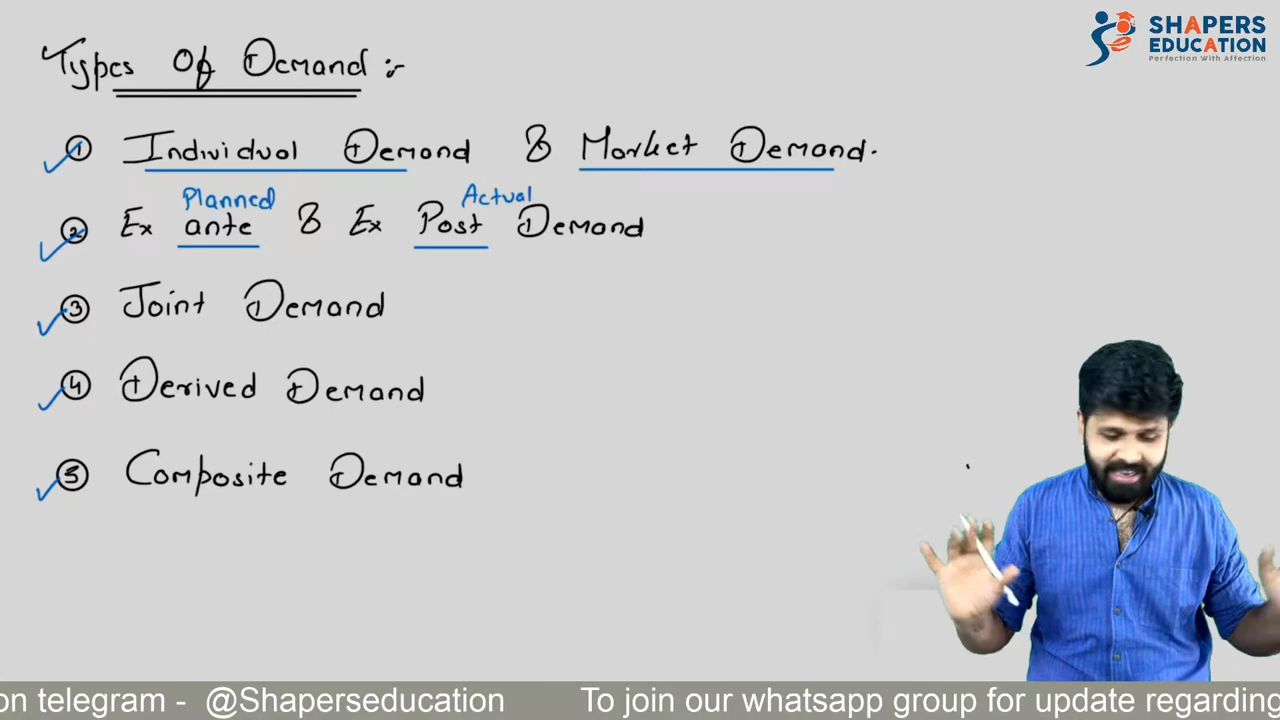 Types Of Demand :-
SHAPERS
EDUCATION
Perfection With Affection
① Individual Demand & Market Demand.
Planned Actual
② Ex ante & Ex Post Demand
③ Joint Demand
④ Derived Demand
⑤ Composite Demand
on telegram - @Shaperseducation To join our whatsapp group for update regarding